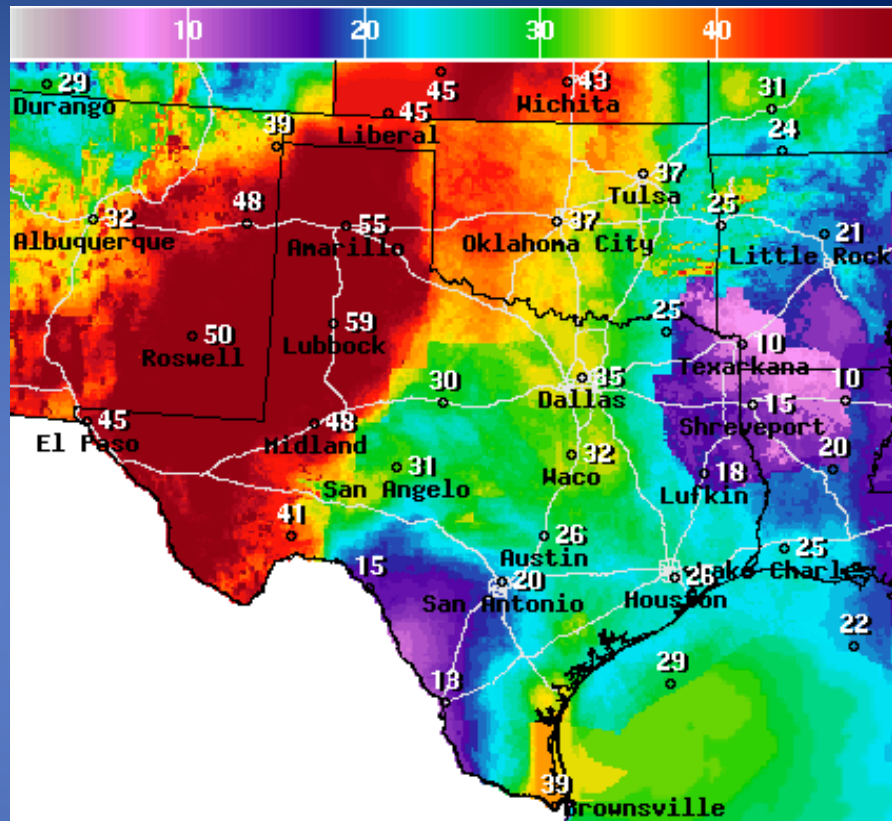 10 20 30 40
29
Durango
45
43
Wichita
31
45
Liberal
39
24
37
Tulsa
48
32
Albuquerque
55
Amarillo
37
Oklahoma City
25
21
Little Rock
50
Roswell
59
Lubbock
25
10
Texarkana
35
Dallas
30
15
Shreveport
10
45
El Paso
48
Midland
31
San Angelo
32
Waco
18
Lufkin
20
41
26
Austin
25
Lake Charles
15
20
San Antonio
26
Houston
22
29
13
39
Brownsville